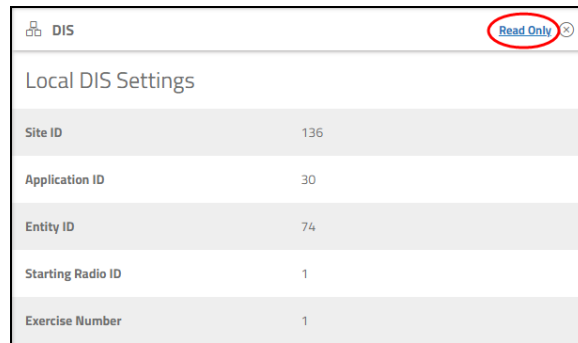 DIS Read Only
Local DIS Settings
Site ID 136
Application ID 30
Entity ID 74
Starting Radio ID 1
Exercise Number 1